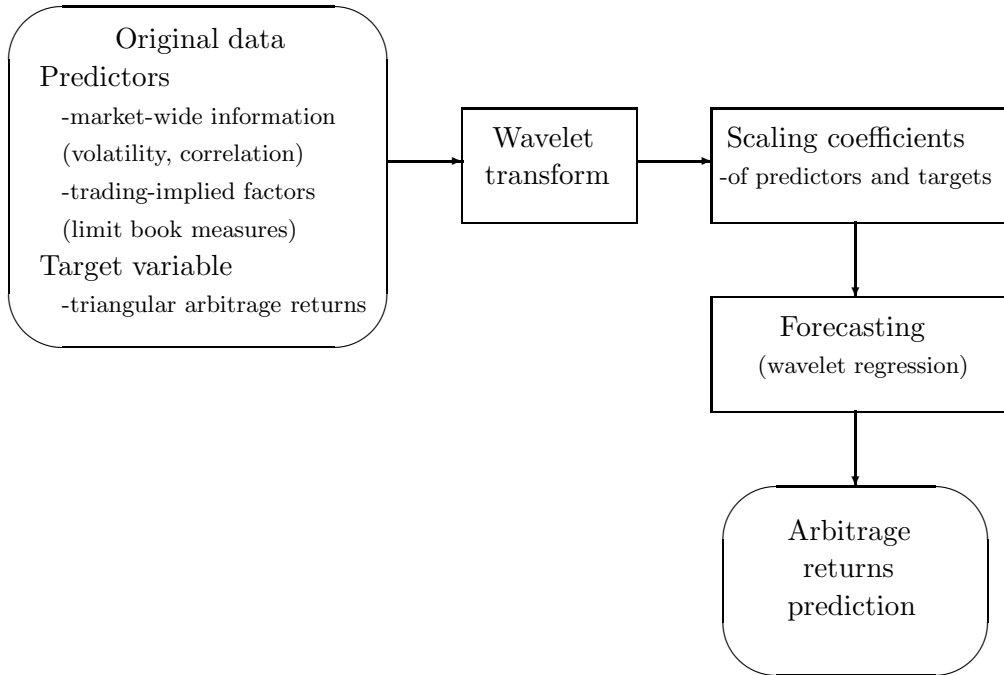 Original data
Predictors
-market-wide information
(volatility, correlation)
-trading-implied factors
(limit book measures)
Target variable
-triangular arbitrage returns
Wavelet
transform
Scaling coefficients
-of predictors and targets
Forecasting
(wavelet regression)
Arbitrage
returns
prediction